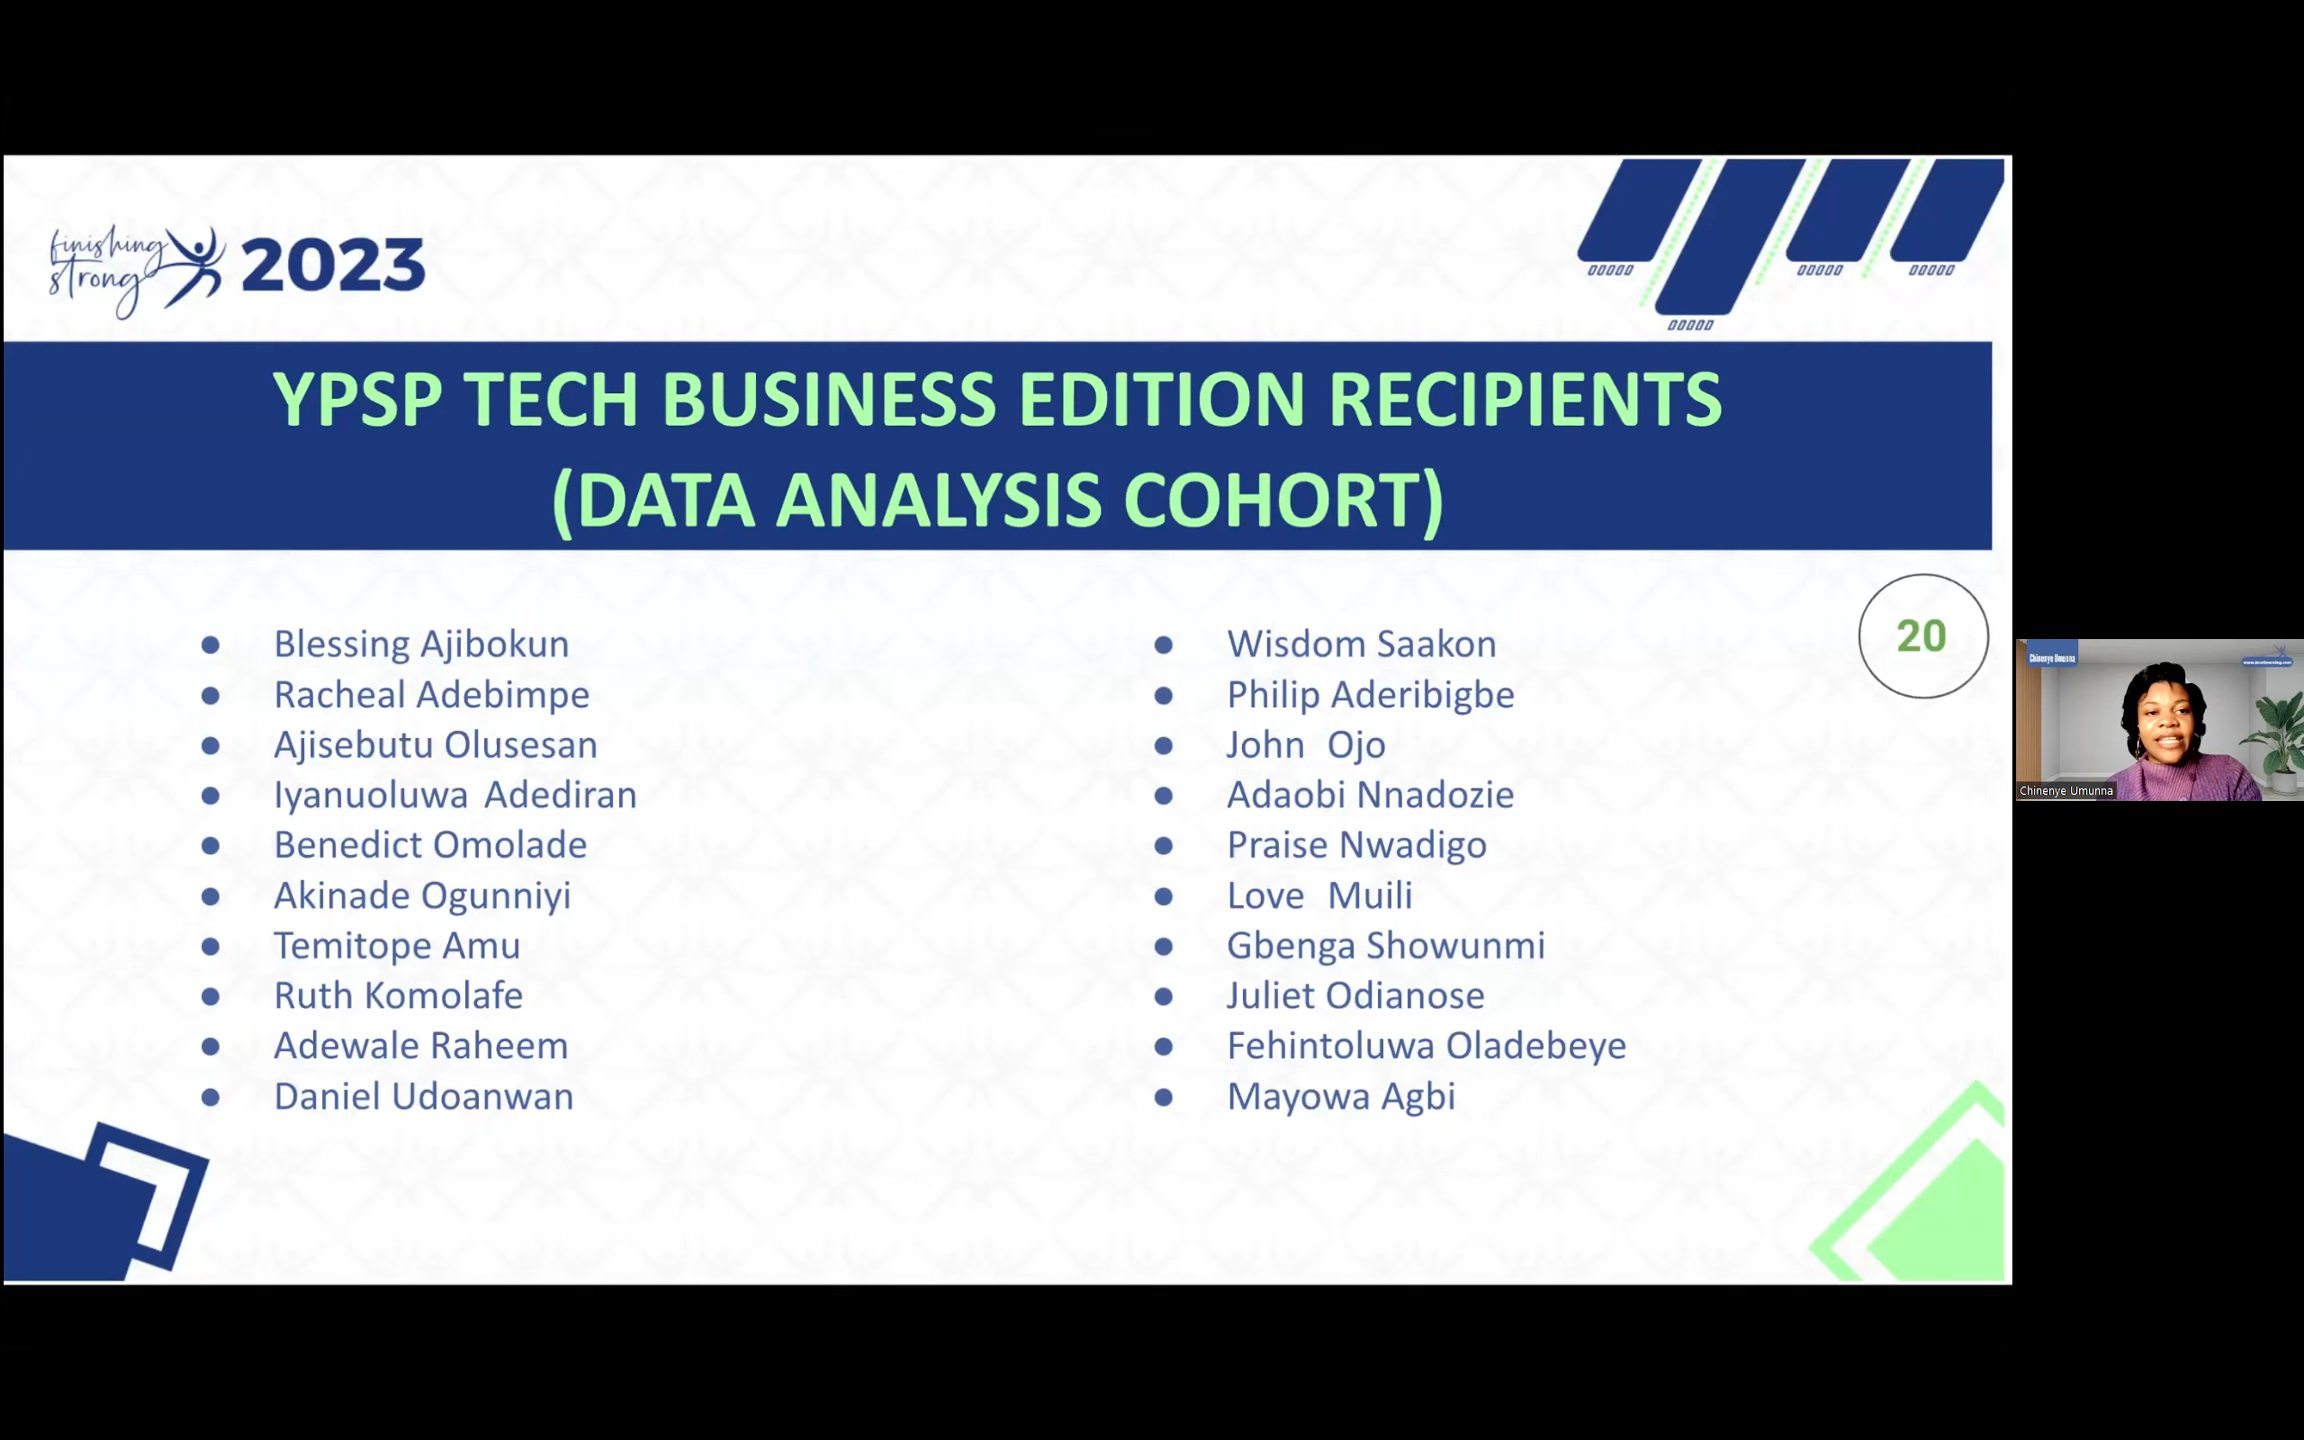 finishing
strong
2023
YPSP TECH BUSINESS EDITION RECIPIENTS
(DATA ANALYSIS COHORT)
20
Blessing Ajibokun
Racheal Adebimpe
Ajisebutu Olusesan
Iyanuoluwa Adediran
Benedict Omolade
Akinade Ogunniyi
Temitope Amu
Ruth Komolafe
Adewale Raheem
Daniel Udoanwan
Wisdom Saakon
Philip Aderibigbe
John Ojo
Adaobi Nnadozie
Praise Nwadigo
Love Muili
Gbenga Showunmi
Juliet Odianose
Fehintoluwa Oladebeye
Mayowa Agbi
Chinenye Umunna
Chinenye Umunna